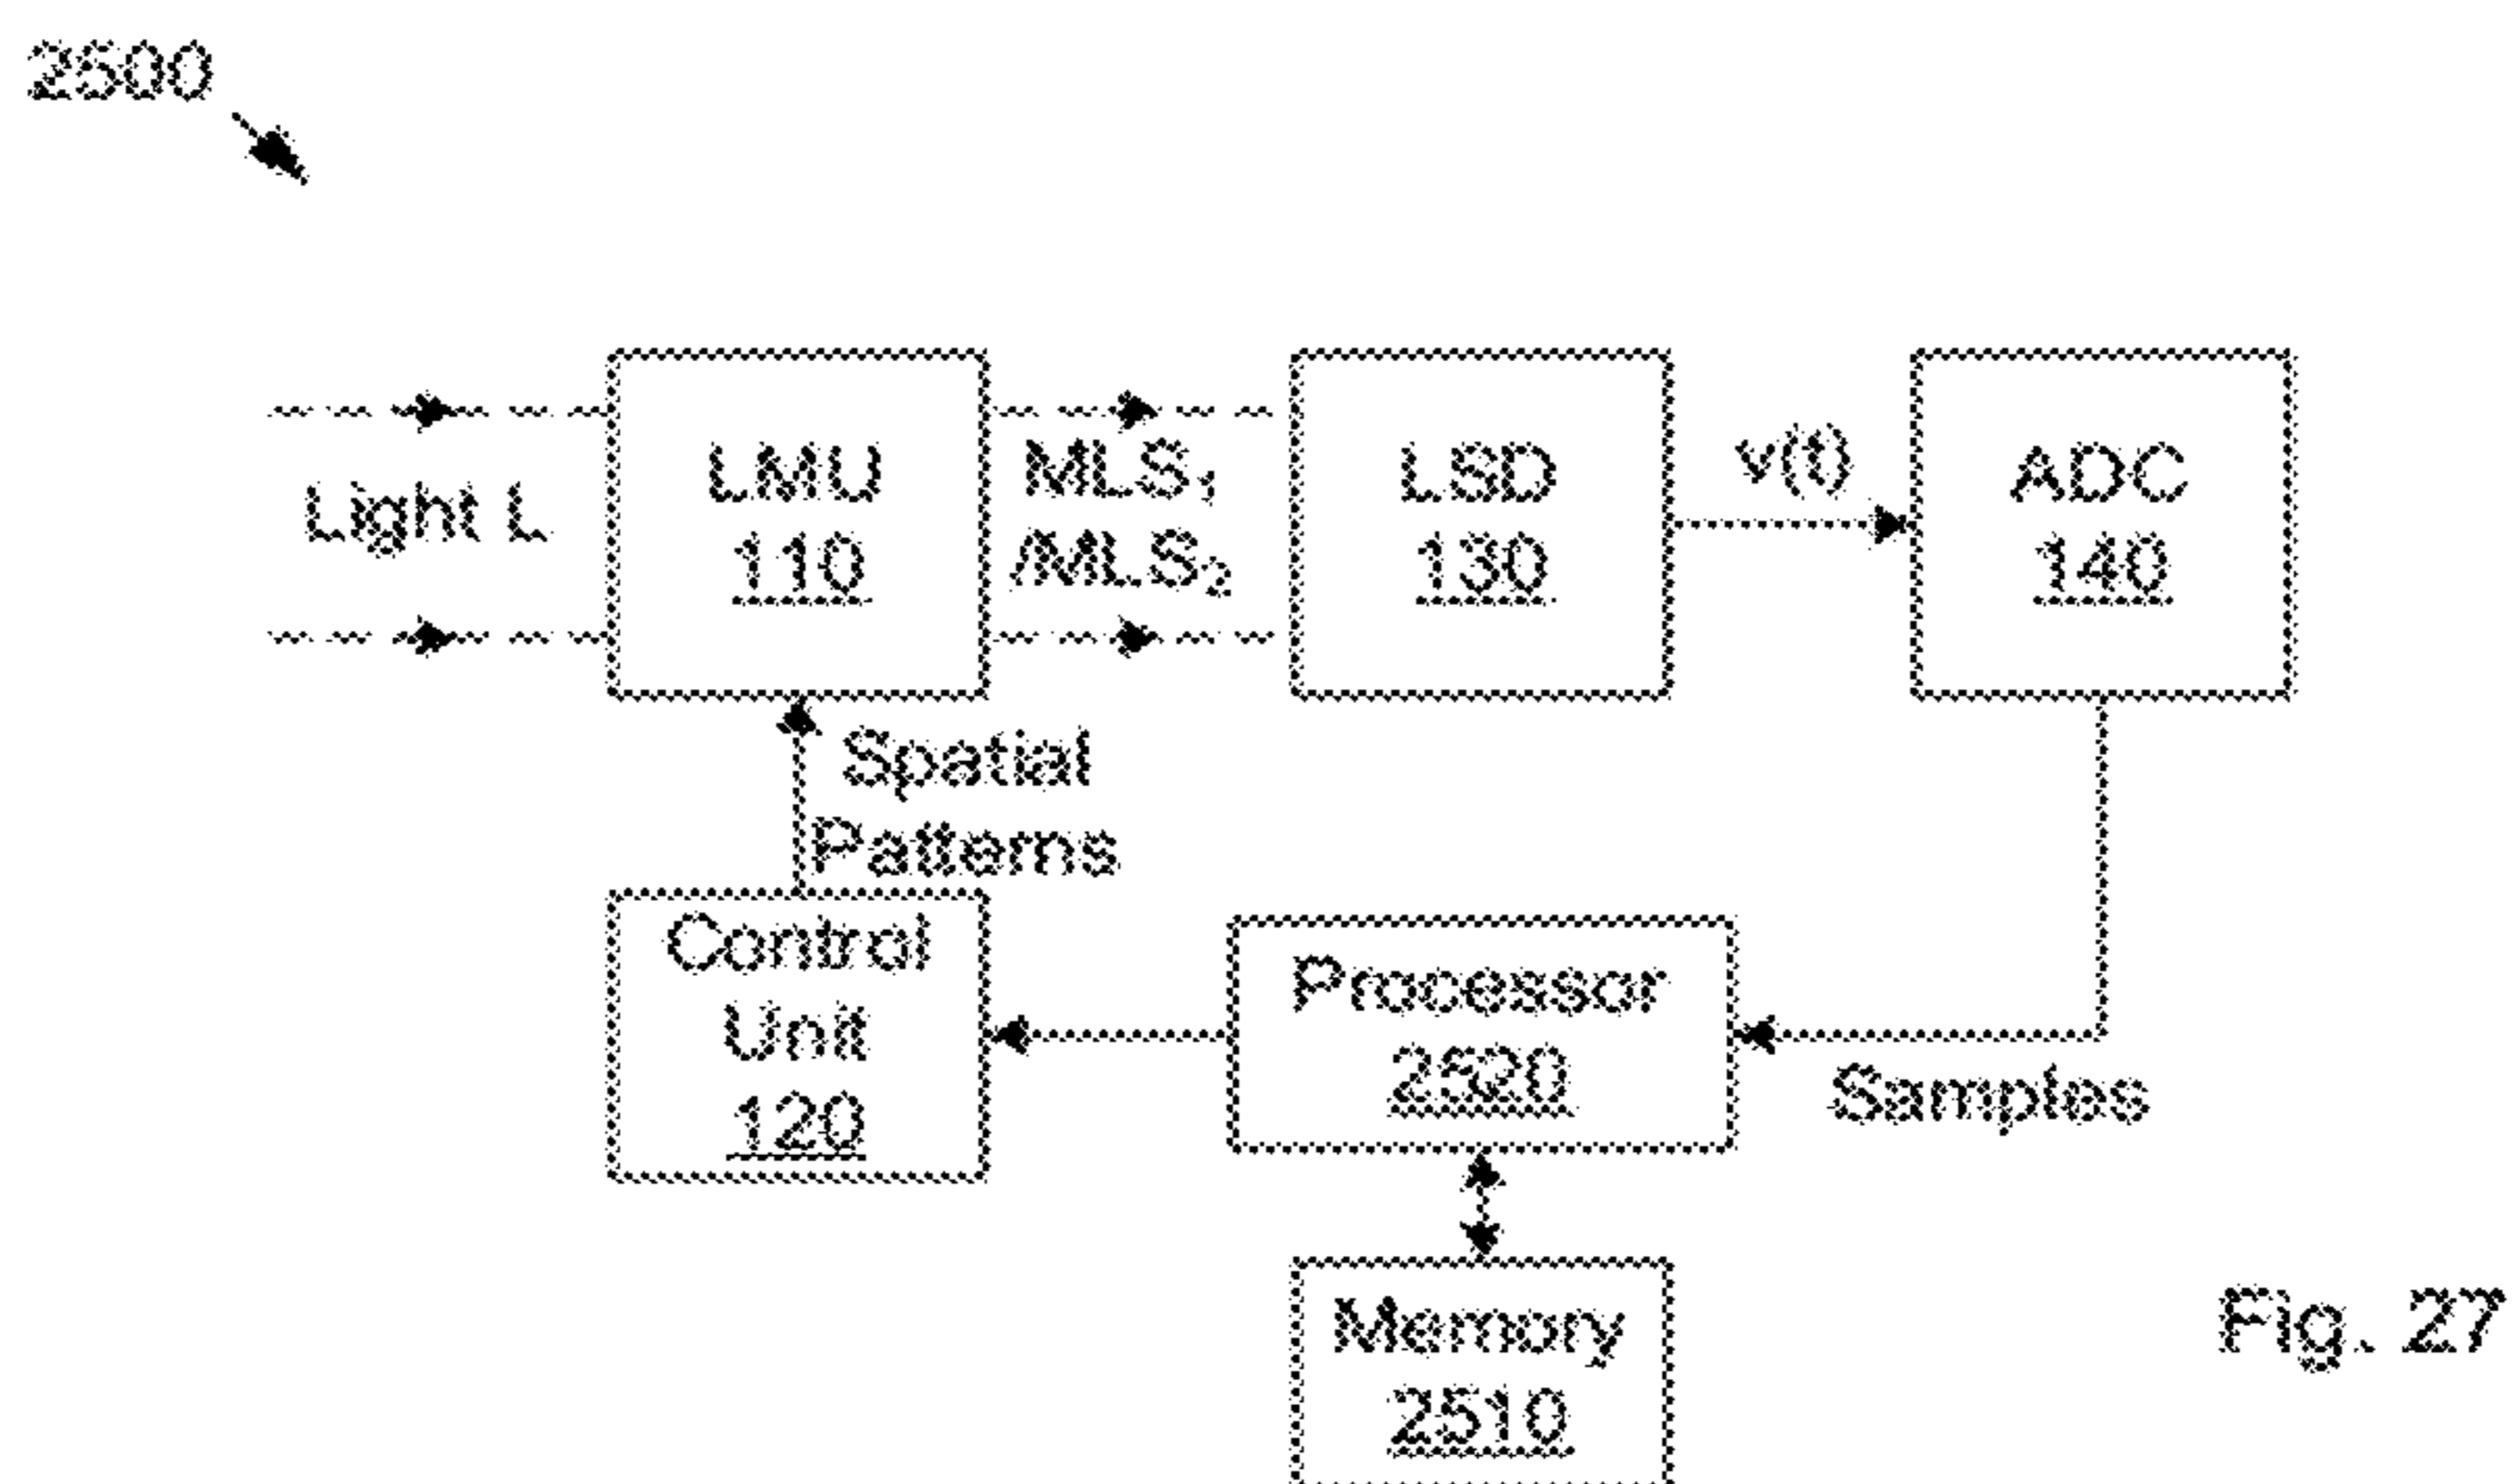 2500
Light L
LMU
110
MLS1
/MLS2
LSD
130
v(t)
ADC
140
Spatial
Patterns
Control
Unit
120
Processor
2520
Samples
Memory
2510
Fig. 27